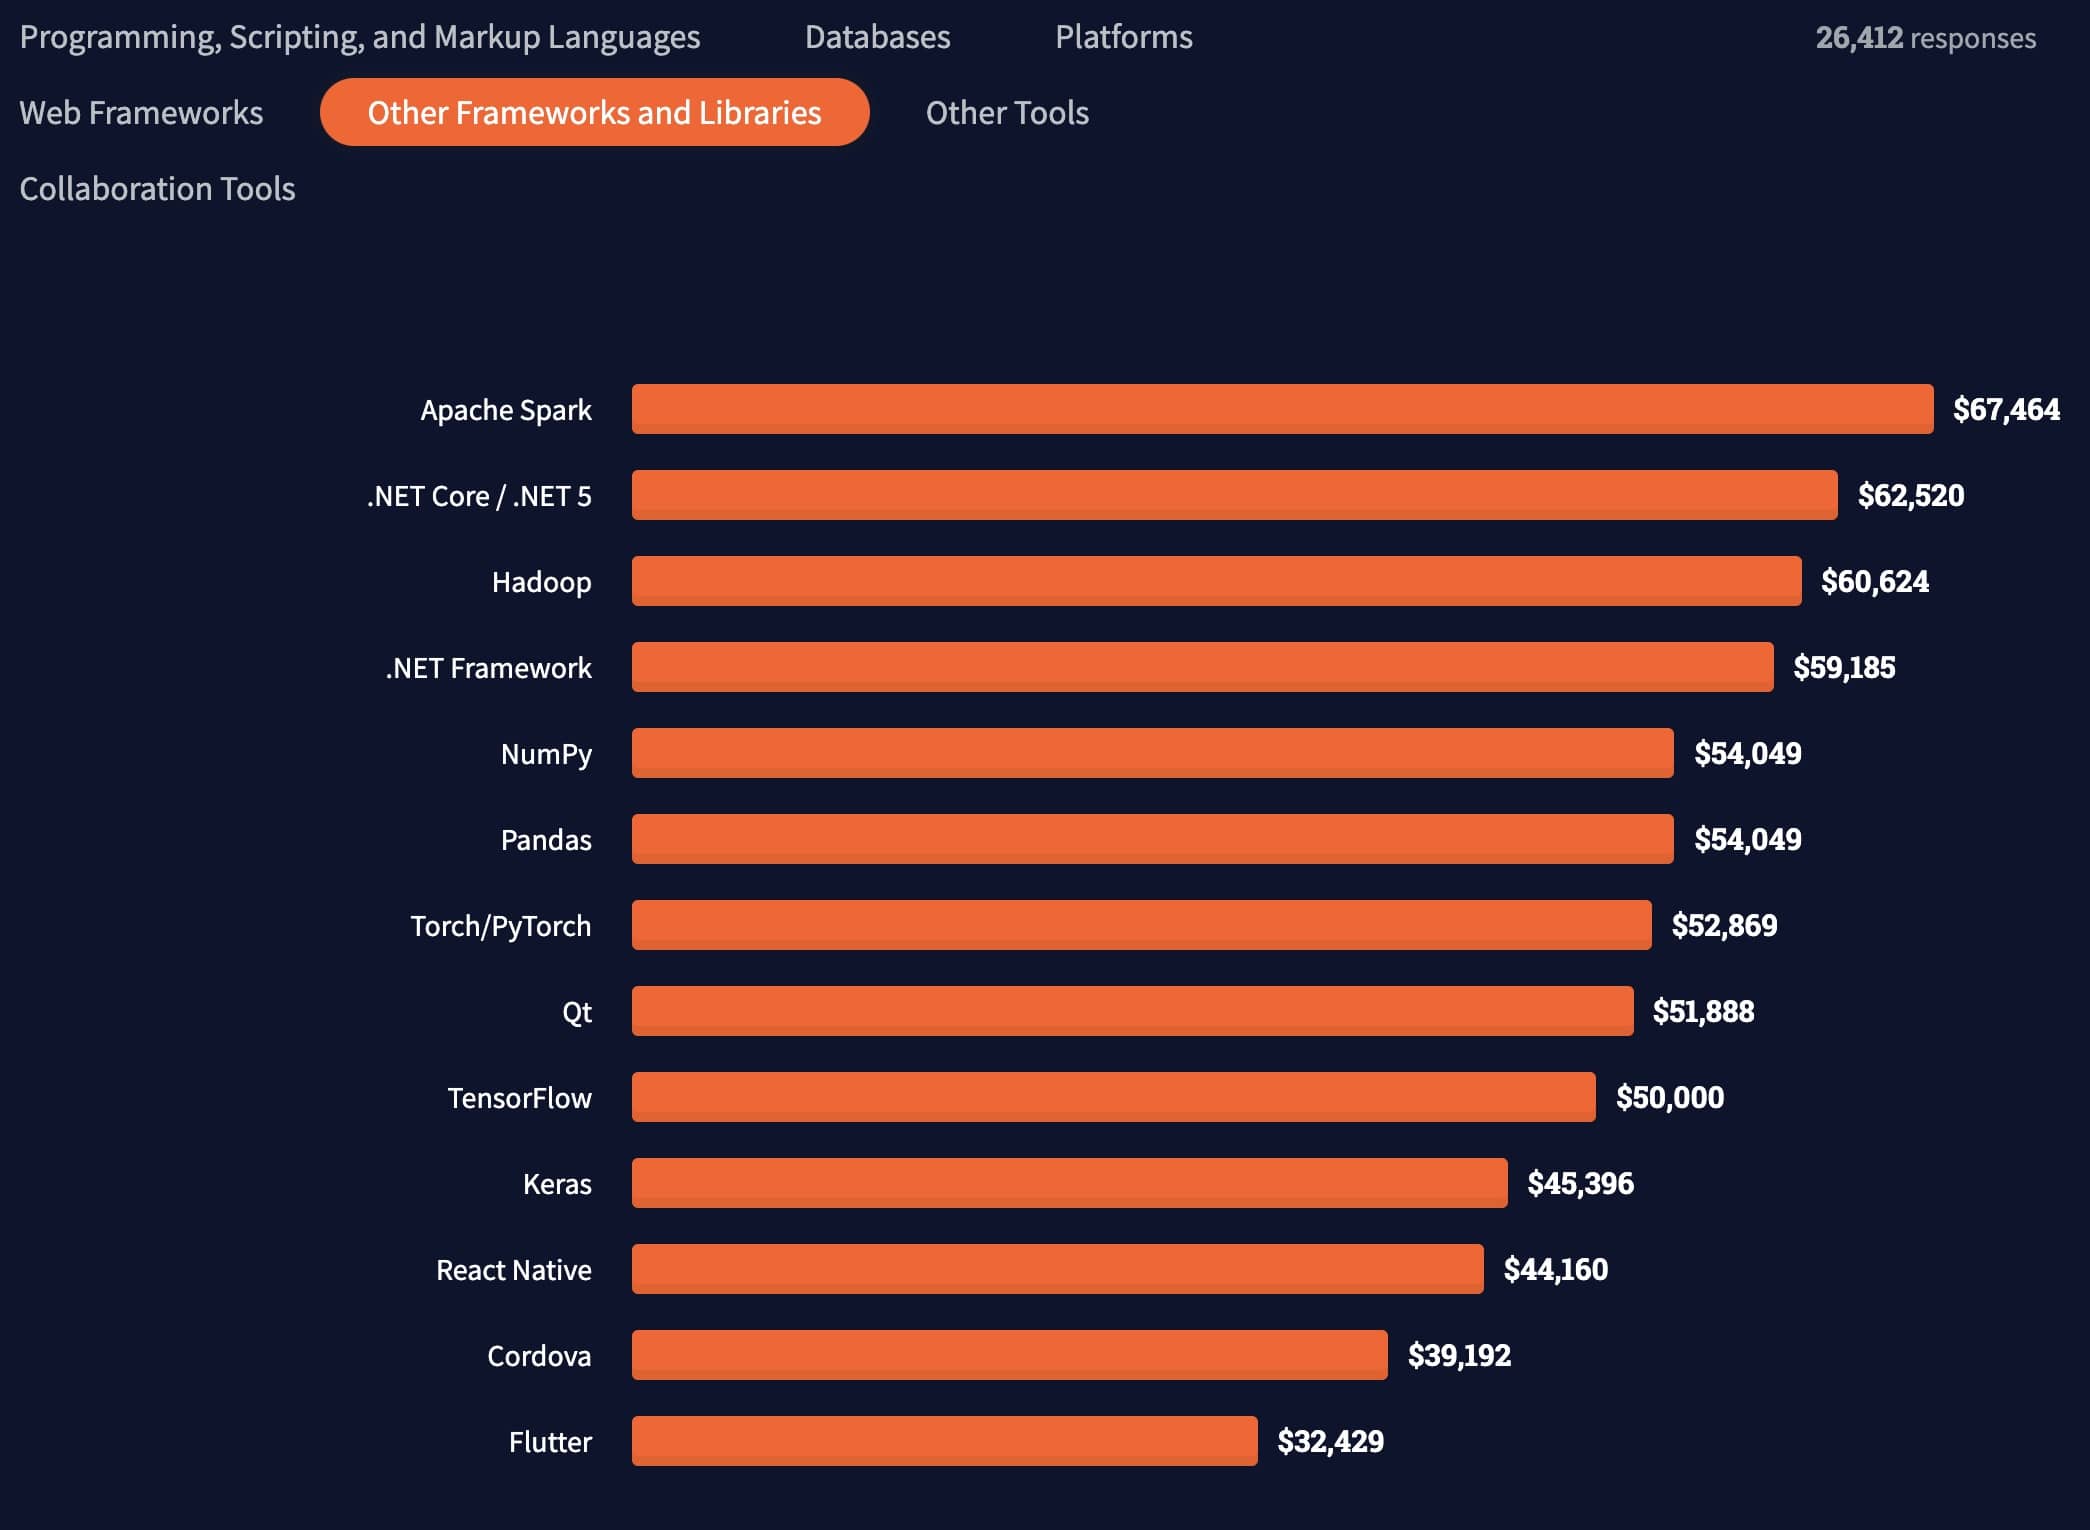 Programming, Scripting, and Markup Languages Databases Platforms 26,412 responses
Web Frameworks Other Frameworks and Libraries Other Tools
Collaboration Tools
Apache Spark $67,464
.NET Core / .NET 5 $62,520
Hadoop $60,624
.NET Framework $59,185
NumPy $54,049
Pandas $54,049
Torch/PyTorch $52,869
Qt $51,888
TensorFlow $50,000
Keras $45,396
React Native $44,160
Cordova $39,192
Flutter $32,429